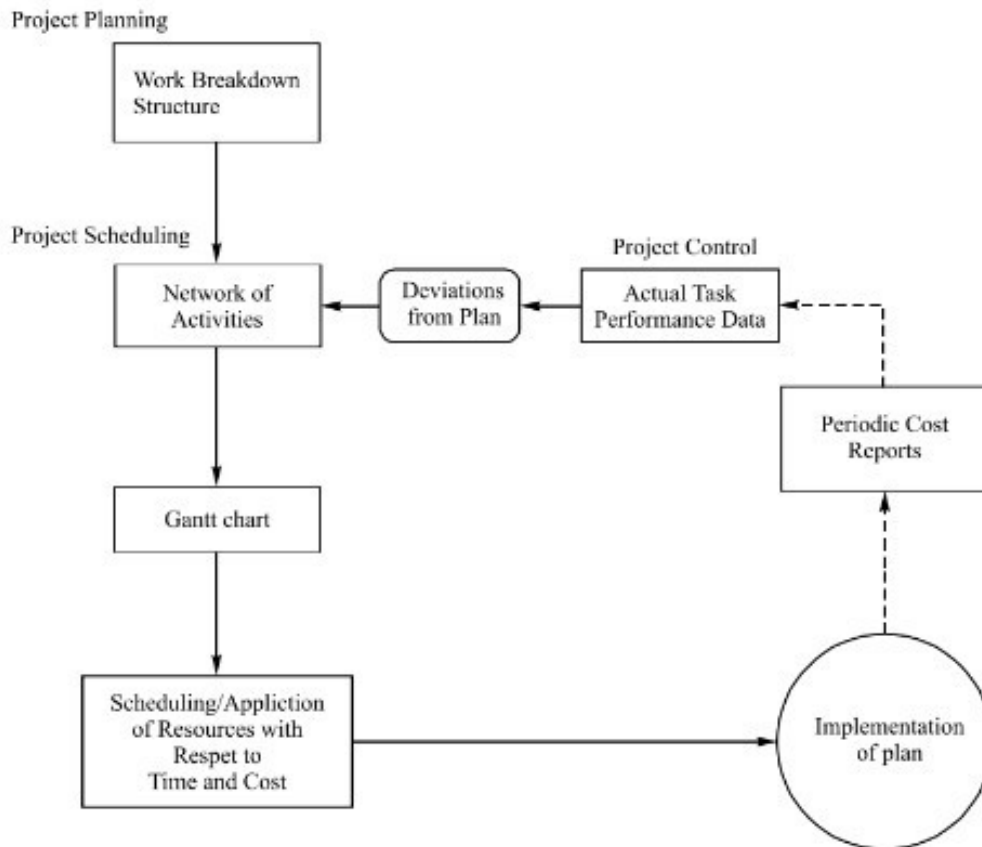 Project Planning
Work Breakdown
Structure
Project Scheduling
Network of
Activities
Deviations
from Plan
Project Control
Actual Task
Performance Data
Periodic Cost
Reports
Gantt chart
Scheduling/Appliction
of Resources with
Respet to
Time and Cost
Implementation
of plan